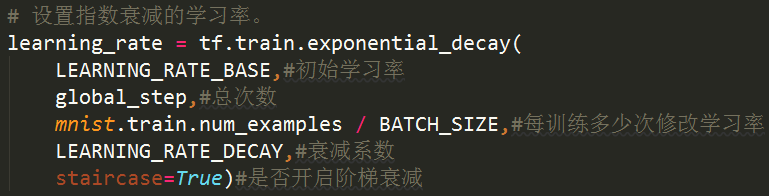 # 设置指数衰减的学习率。
learning_rate = tf.train.exponential_decay(
    LEARNING_RATE_BASE,#初始学习率
    global_step,#总次数
    mnist.train.num_examples / BATCH_SIZE,#每训练多少次修改学习率
    LEARNING_RATE_DECAY,#衰减系数
    staircase=True)#是否开启阶梯衰减